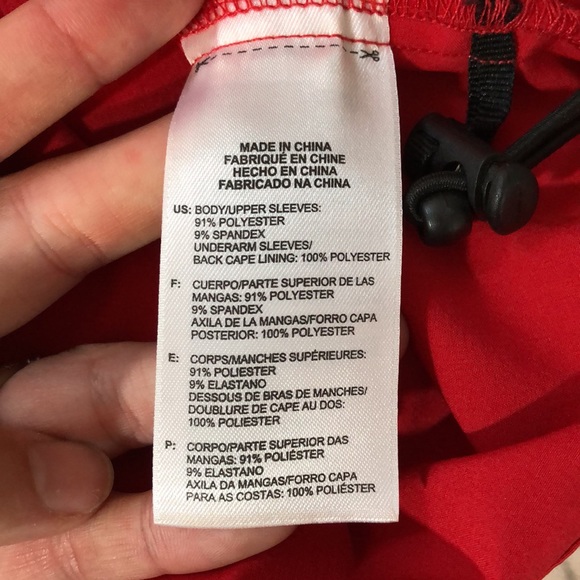 MADE IN CHINA
FABRIQUÉ EN CHINE
HECHO EN CHINA
FABRICADO NA CHINA
US: BODY/UPPER SLEEVES:
91% POLYESTER
9% SPANDEX
UNDERARM SLEEVES/
BACK CAPE LINING: 100% POLYESTER
F: CUERPO/PARTE SUPERIOR DE LAS
MANGAS: 91% POLYESTER
9% SPANDEX
AXILA DE LA MANGAS/FORRO CAPA
POSTERIOR: 100% POLYESTER
E: CORPS/MANCHES SUPÉRIEURES:
91% POLIESTER
9% ELASTANO
DESSOUS DE BRAS DE MANCHES/
DOUBLURE DE CAPE AU DOS:
100% POLIESTER
P: CORPO/PARTE SUPERIOR DAS
MANGAS: 91% POLIÉSTER
9% ELASTANO
AXILA DA MANGAS/FORRO CAPA
PARA AS COSTAS: 100% POLIÉSTER